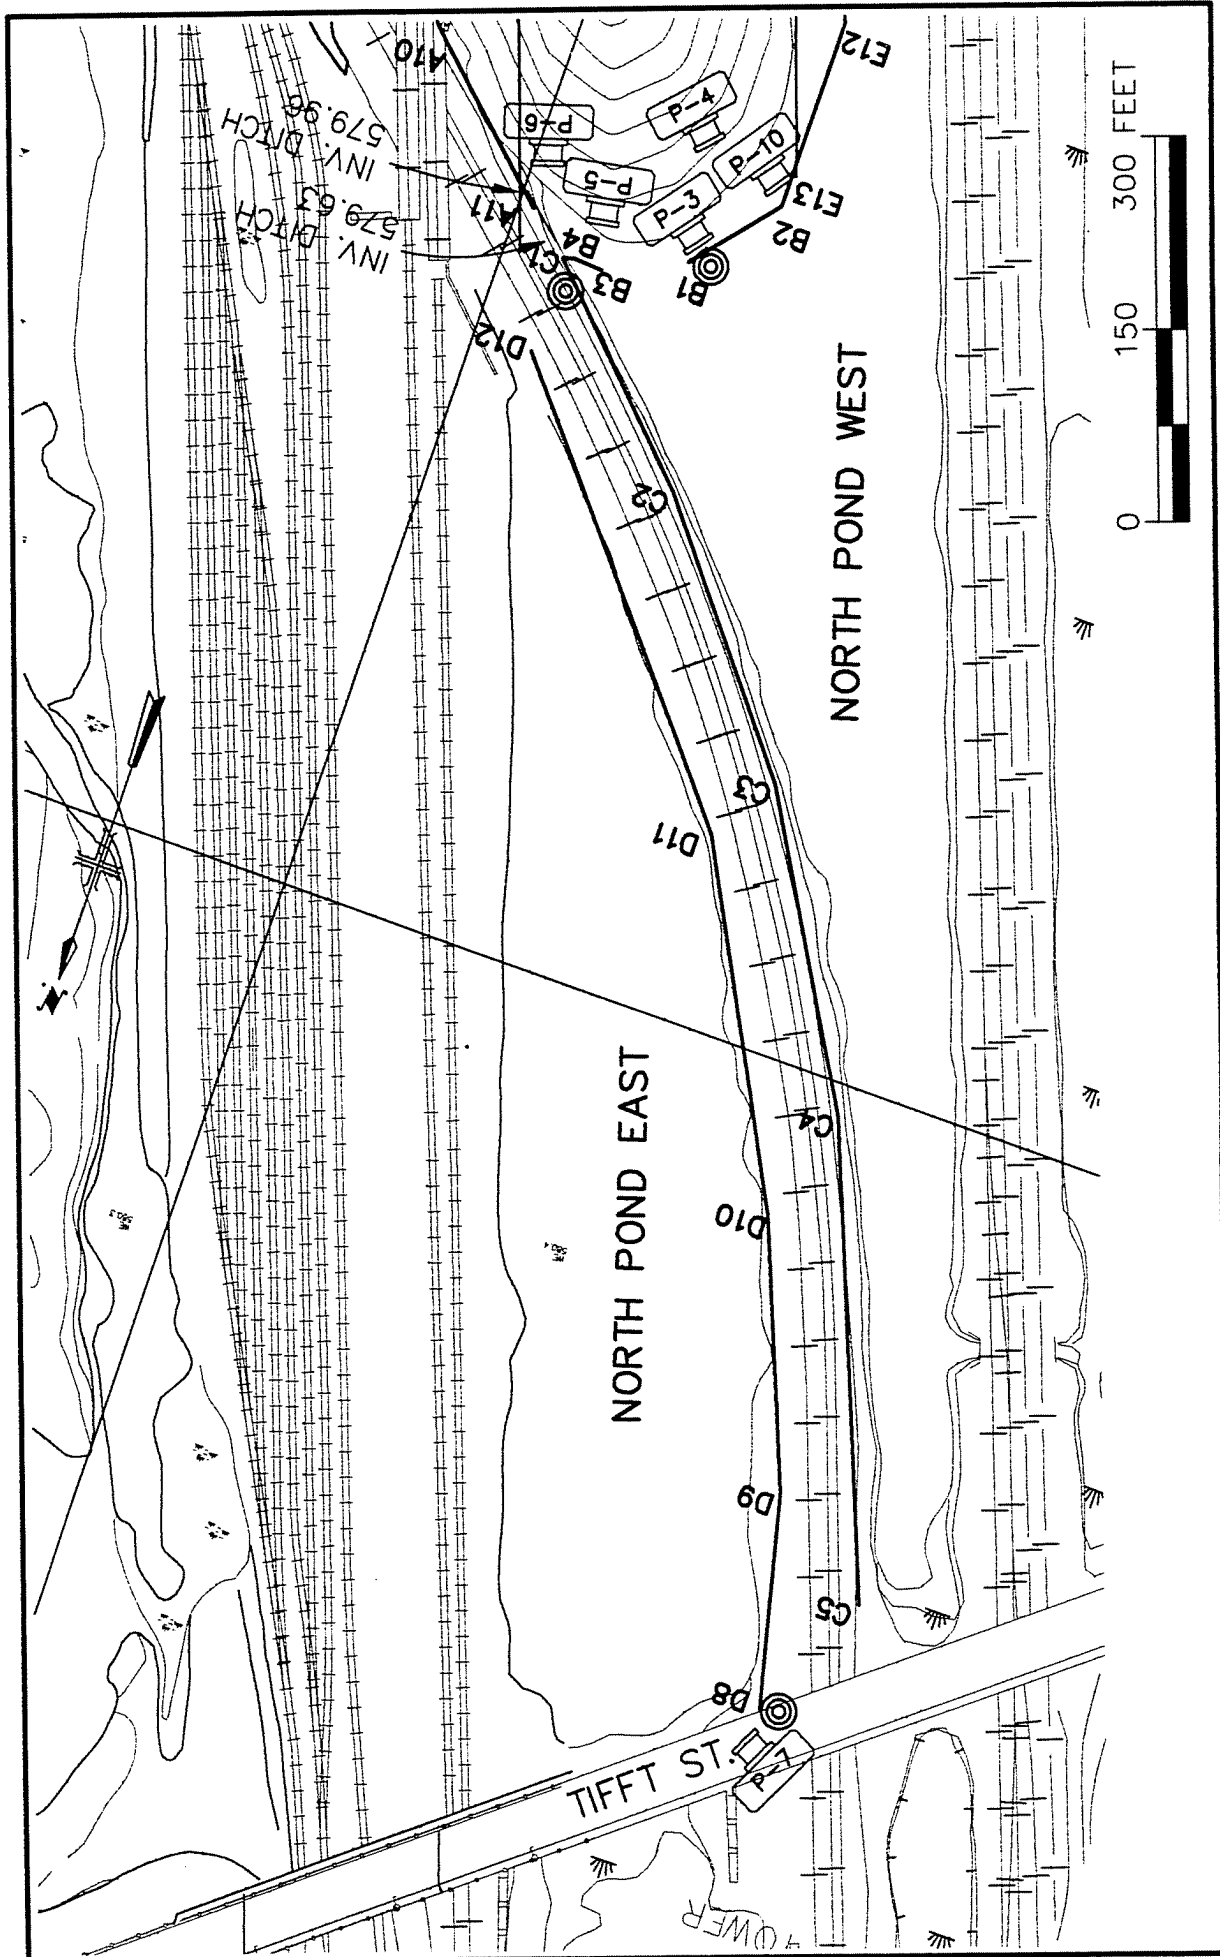 A10
E12
P-6
P-4
P-10
P-5
P-3
INV. DITCH
579.96
INV. DITCH
579.63
A11
E13
B2
C1
B4
B3
B1
D12
300 FEET
150
0
NORTH POND WEST
C2
C3
D11
NORTH POND EAST
C4
D10
580.4
D9
C5
D8
TIFFT ST.
P-7